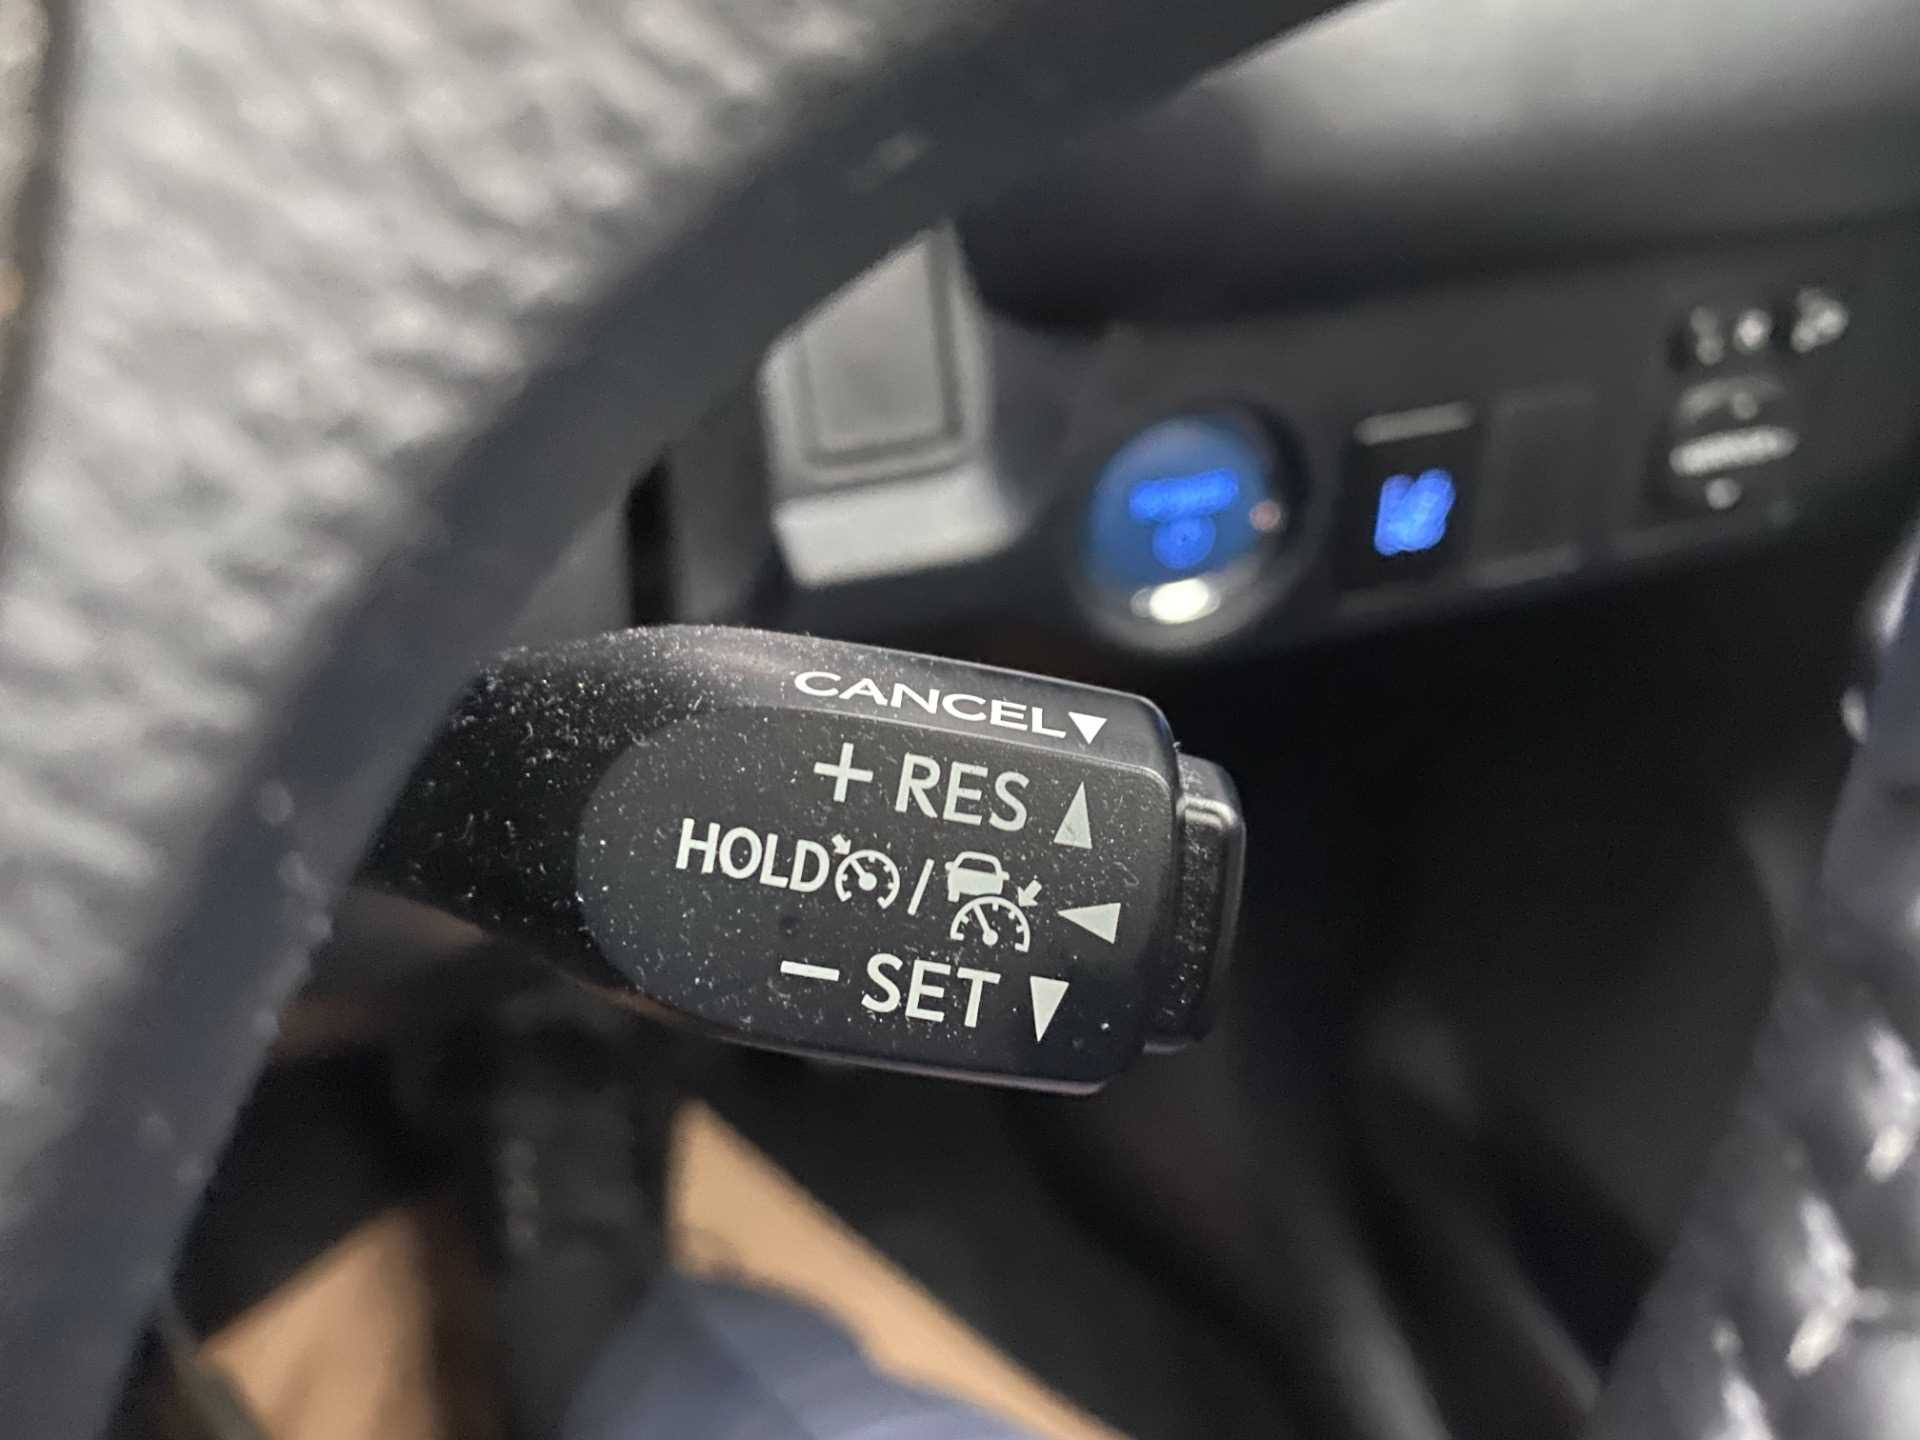 CANCEL▼
+ RES ▲
HOLD / ◀
− SET ▼